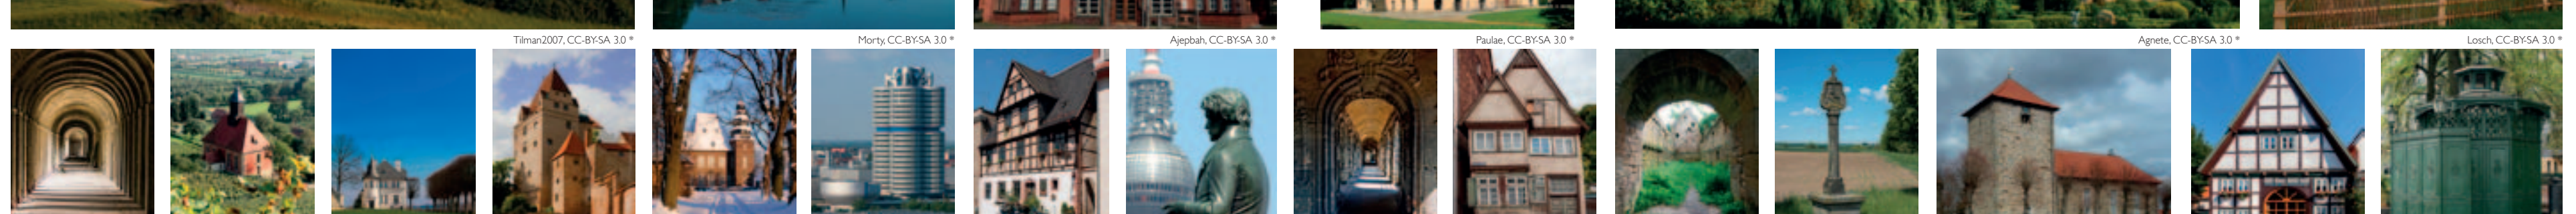 Tilman2007, CC-BY-SA 3.0 *
Morty, CC-BY-SA 3.0 *
Ajepbah, CC-BY-SA 3.0 *
Paulae, CC-BY-SA 3.0 *
Agnete, CC-BY-SA 3.0 *
Losch, CC-BY-SA 3.0 *